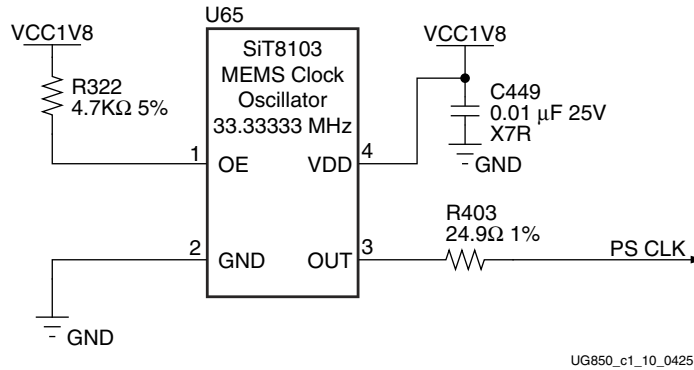 U65
VCC1V8
SiT8103
MEMS Clock
Oscillator
33.33333 MHz
VCC1V8
R322
4.7KΩ 5%
C449
0.01 μF 25V
X7R
GND
1
OE
VDD
4
R403
24.9Ω 1%
2
GND
OUT
3
PS CLK
GND
UG850_c1_10_0425